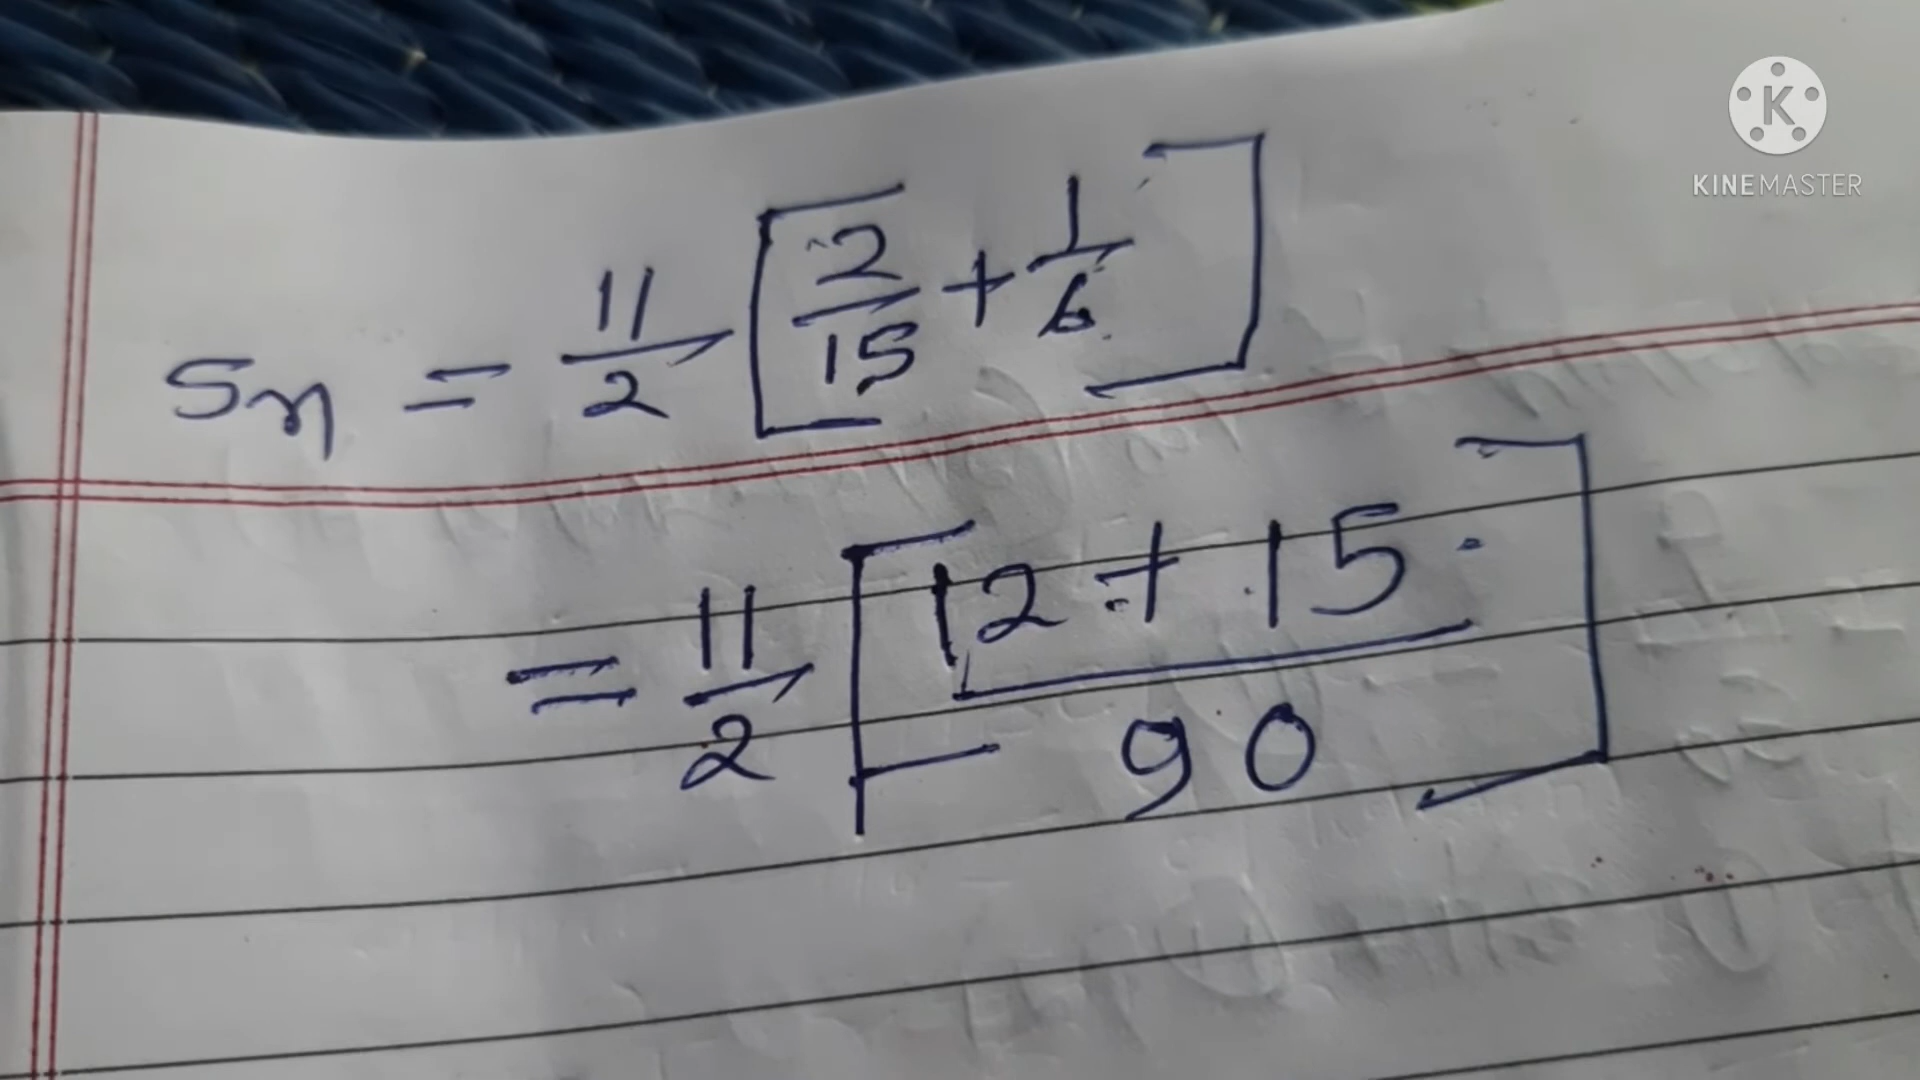 K
KINEMASTER
Sn = 11/2 [2/15 + 1/6]
= 11/2 [12 + 15 / 90]